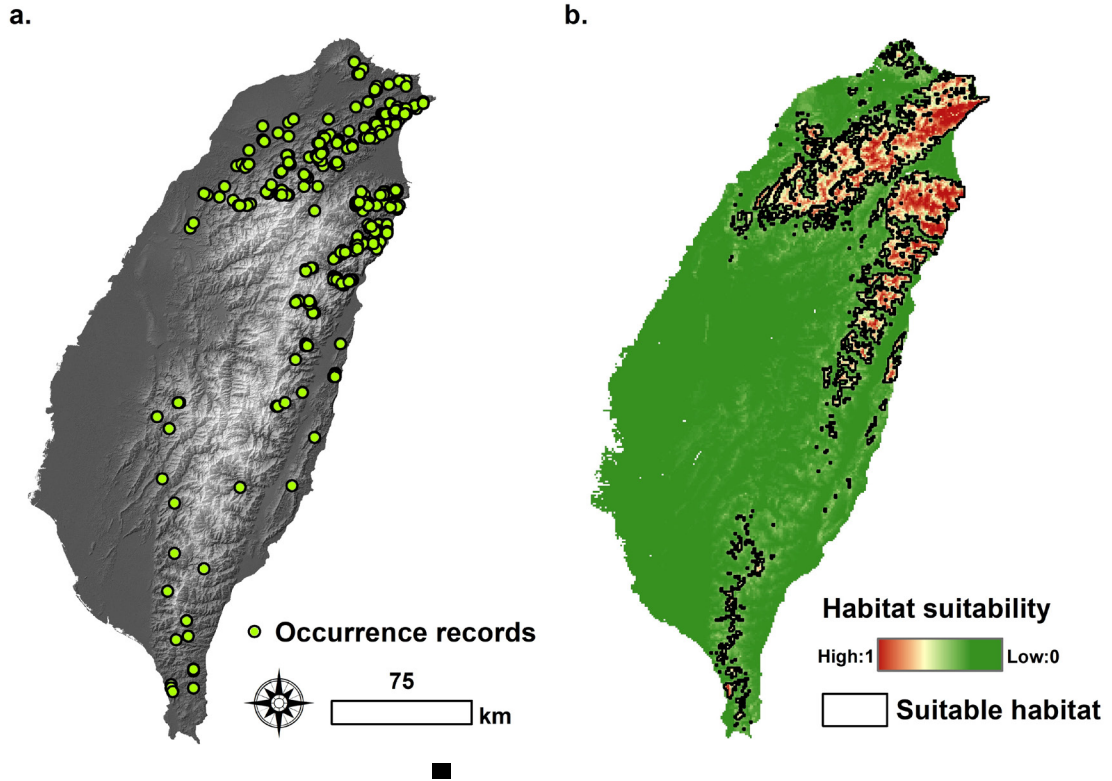 a.
b.
Occurrence records
75
km
Habitat suitability
High:1
Low:0
Suitable habitat